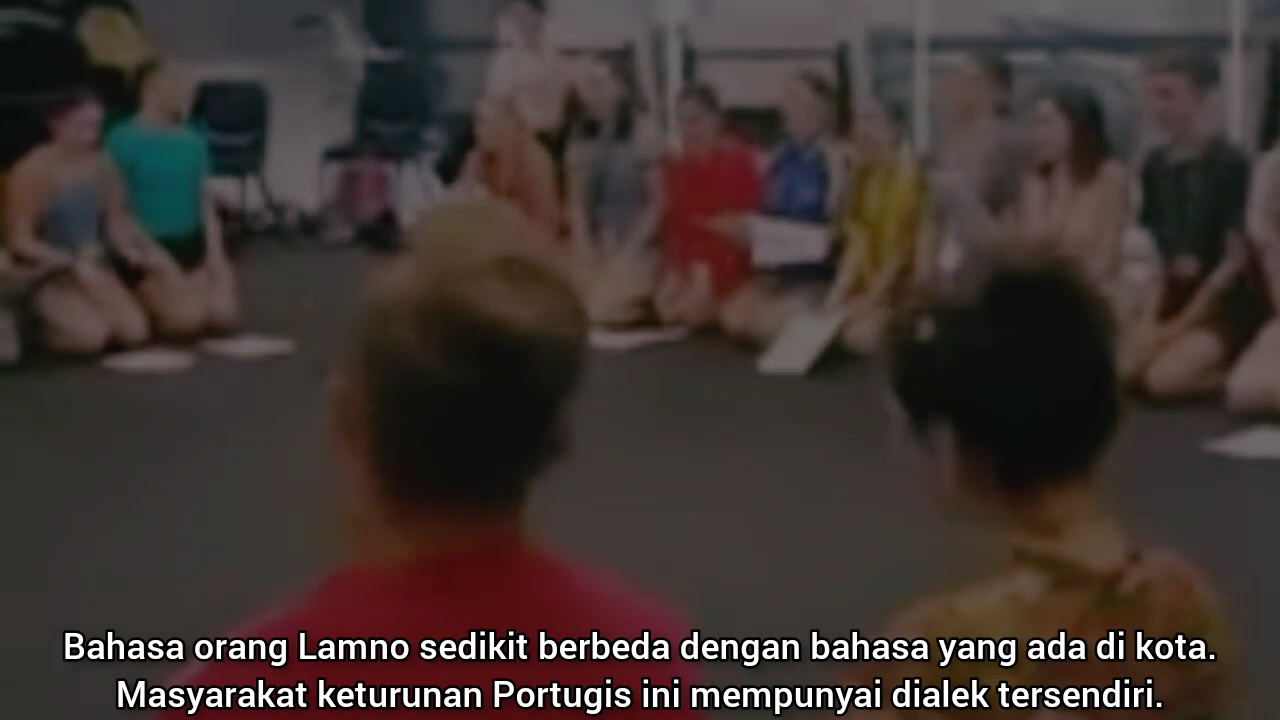 Bahasa orang Lamno sedikit berbeda dengan bahasa yang ada di kota.
Masyarakat keturunan Portugis ini mempunyai dialek tersendiri.